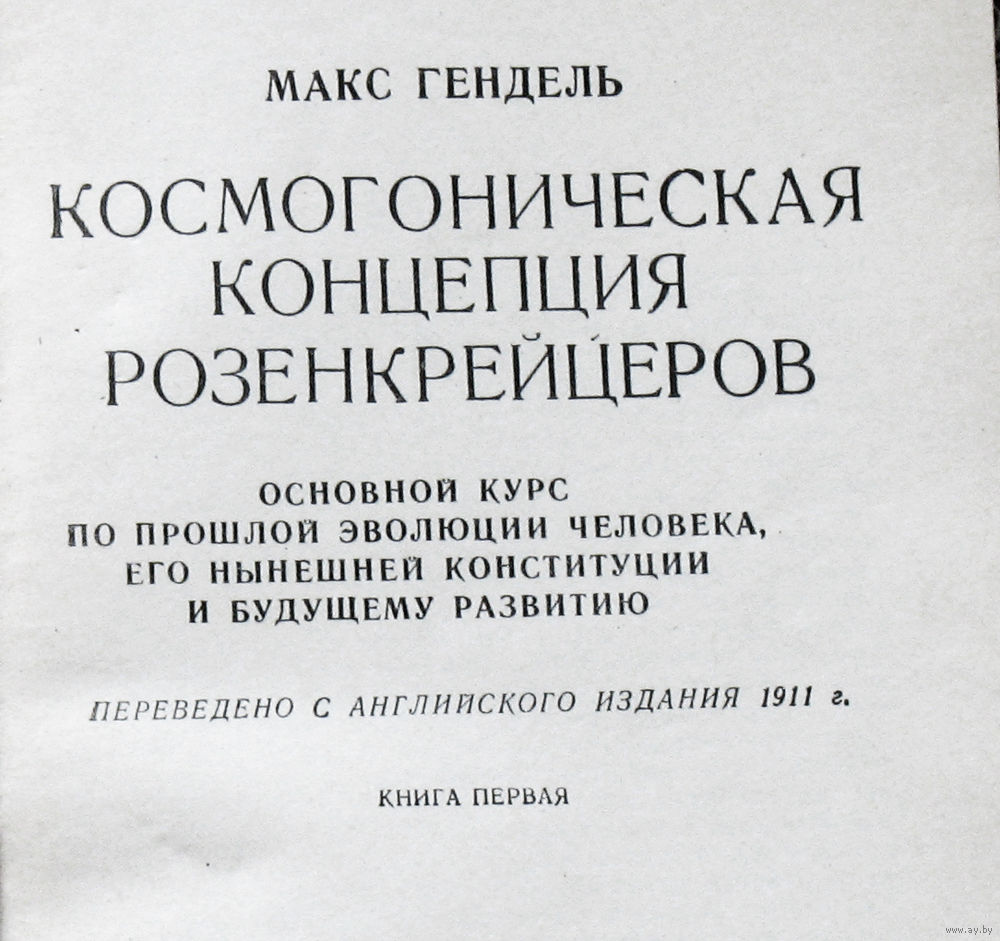 МАКС ГЕНДЕЛЬ
КОСМОГОНИЧЕСКАЯ
КОНЦЕПЦИЯ
РОЗЕНКРЕЙЦЕРОВ
ОСНОВНОЙ КУРС
ПО ПРОШЛОЙ ЭВОЛЮЦИИ ЧЕЛОВЕКА,
ЕГО НЫНЕШНЕЙ КОНСТИТУЦИИ
И БУДУЩЕМУ РАЗВИТИЮ
ПЕРЕВЕДЕНО С АНГЛИЙСКОГО ИЗДАНИЯ 1911 г.
КНИГА ПЕРВАЯ
www.ay.by